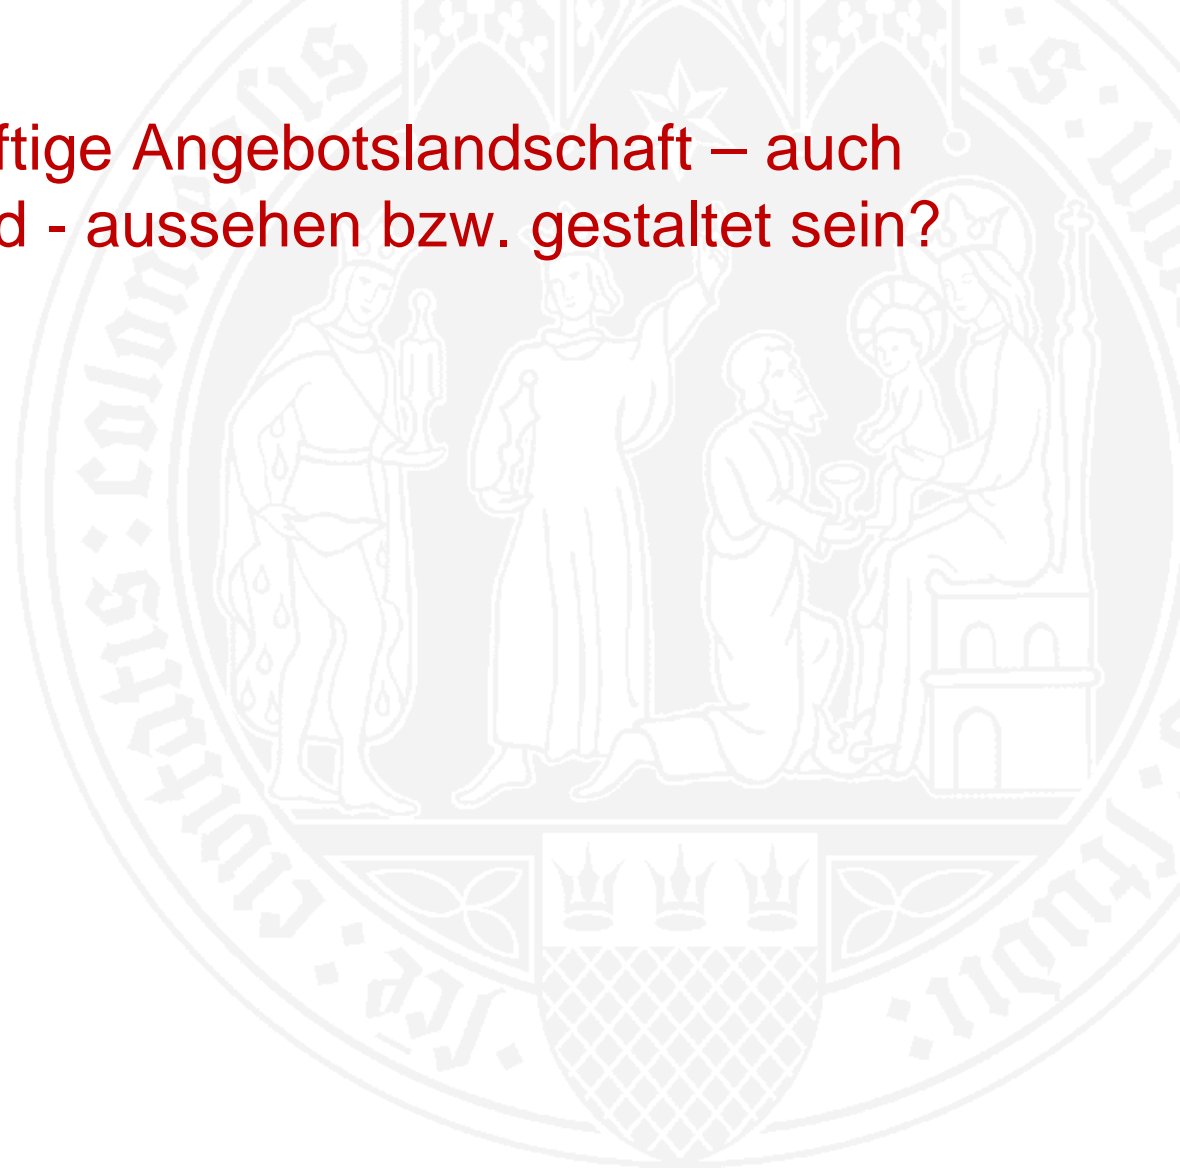 ftige Angebotslandschaft – auch
d - aussehen bzw. gestaltet sein?